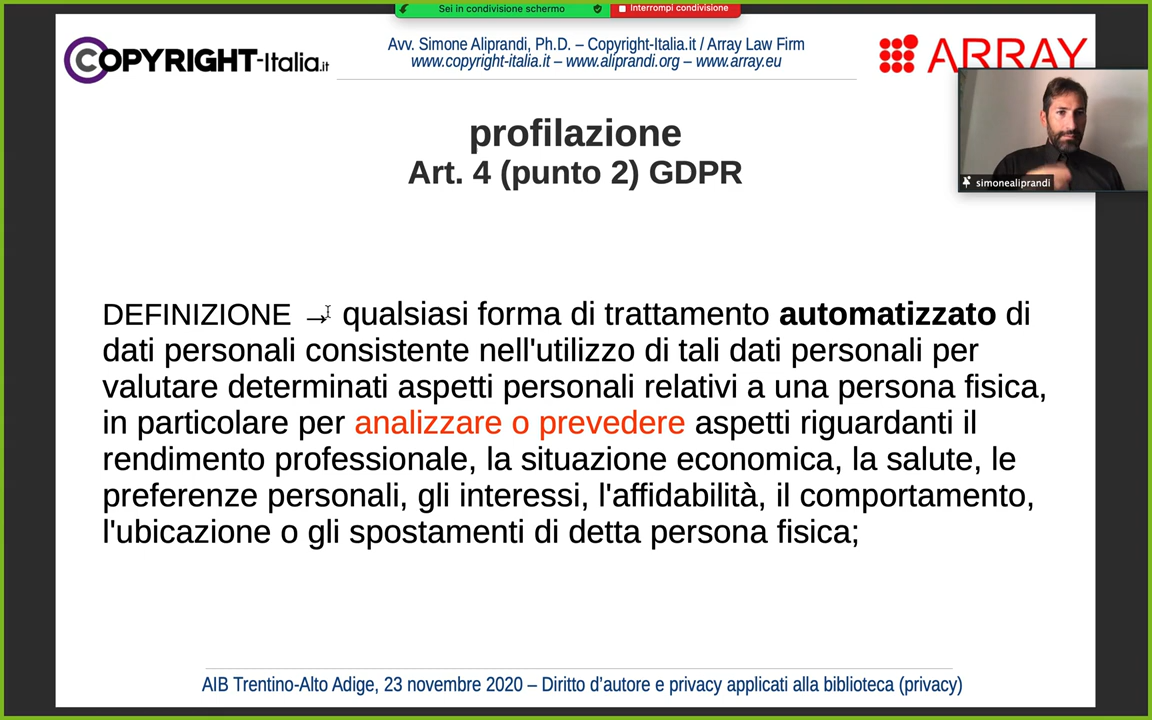 Sei in condivisione schermo
Interrompi condivisione
COPYRIGHT-Italia.it
Avv. Simone Aliprandi, Ph.D. – Copyright-Italia.it / Array Law Firm
www.copyright-italia.it – www.aliprandi.org – www.array.eu
ARRAY
simonealiprandi
profilazione
Art. 4 (punto 2) GDPR
DEFINIZIONE → qualsiasi forma di trattamento automatizzato di
dati personali consistente nell'utilizzo di tali dati personali per
valutare determinati aspetti personali relativi a una persona fisica,
in particolare per analizzare o prevedere aspetti riguardanti il
rendimento professionale, la situazione economica, la salute, le
preferenze personali, gli interessi, l'affidabilità, il comportamento,
l'ubicazione o gli spostamenti di detta persona fisica;
AIB Trentino-Alto Adige, 23 novembre 2020 – Diritto d’autore e privacy applicati alla biblioteca (privacy)